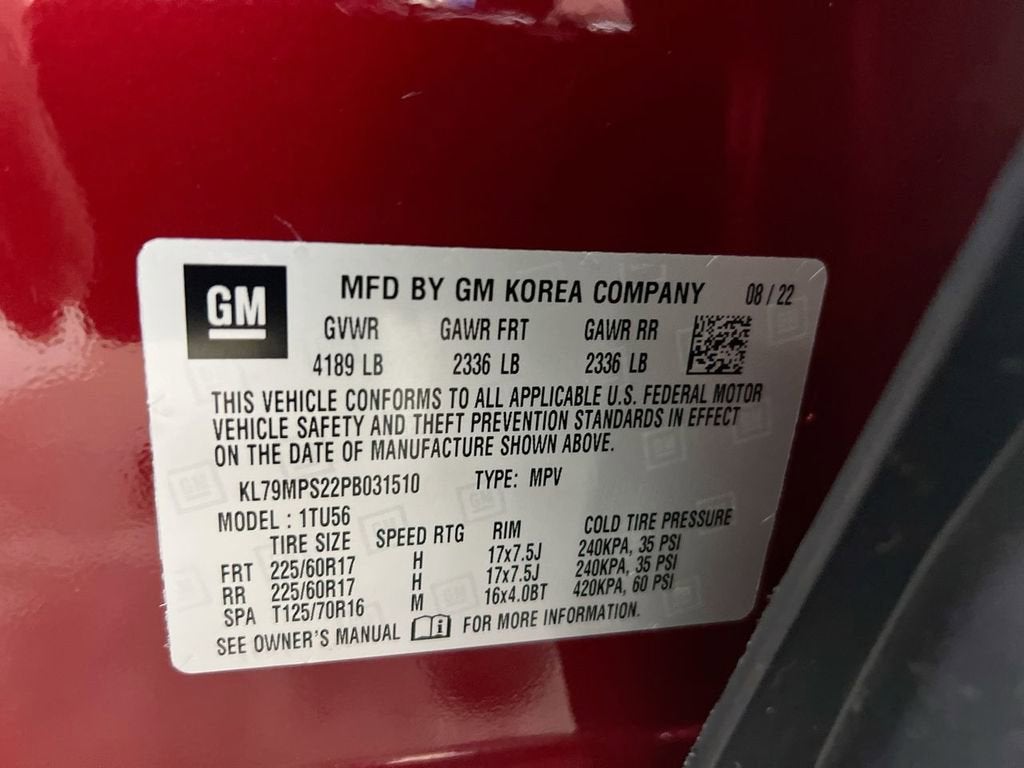 GM
MFD BY GM KOREA COMPANY 08 / 22
GVWR GAWR FRT GAWR RR
4189 LB 2336 LB 2336 LB
THIS VEHICLE CONFORMS TO ALL APPLICABLE U.S. FEDERAL MOTOR
VEHICLE SAFETY AND THEFT PREVENTION STANDARDS IN EFFECT
ON THE DATE OF MANUFACTURE SHOWN ABOVE.
KL79MPS22PB031510 TYPE: MPV
MODEL : 1TU56
TIRE SIZE SPEED RTG RIM COLD TIRE PRESSURE
FRT 225/60R17 H 17x7.5J 240KPA, 35 PSI
RR 225/60R17 H 17x7.5J 240KPA, 35 PSI
SPA T125/70R16 M 16x4.0BT 420KPA, 60 PSI
SEE OWNER'S MANUAL FOR MORE INFORMATION.